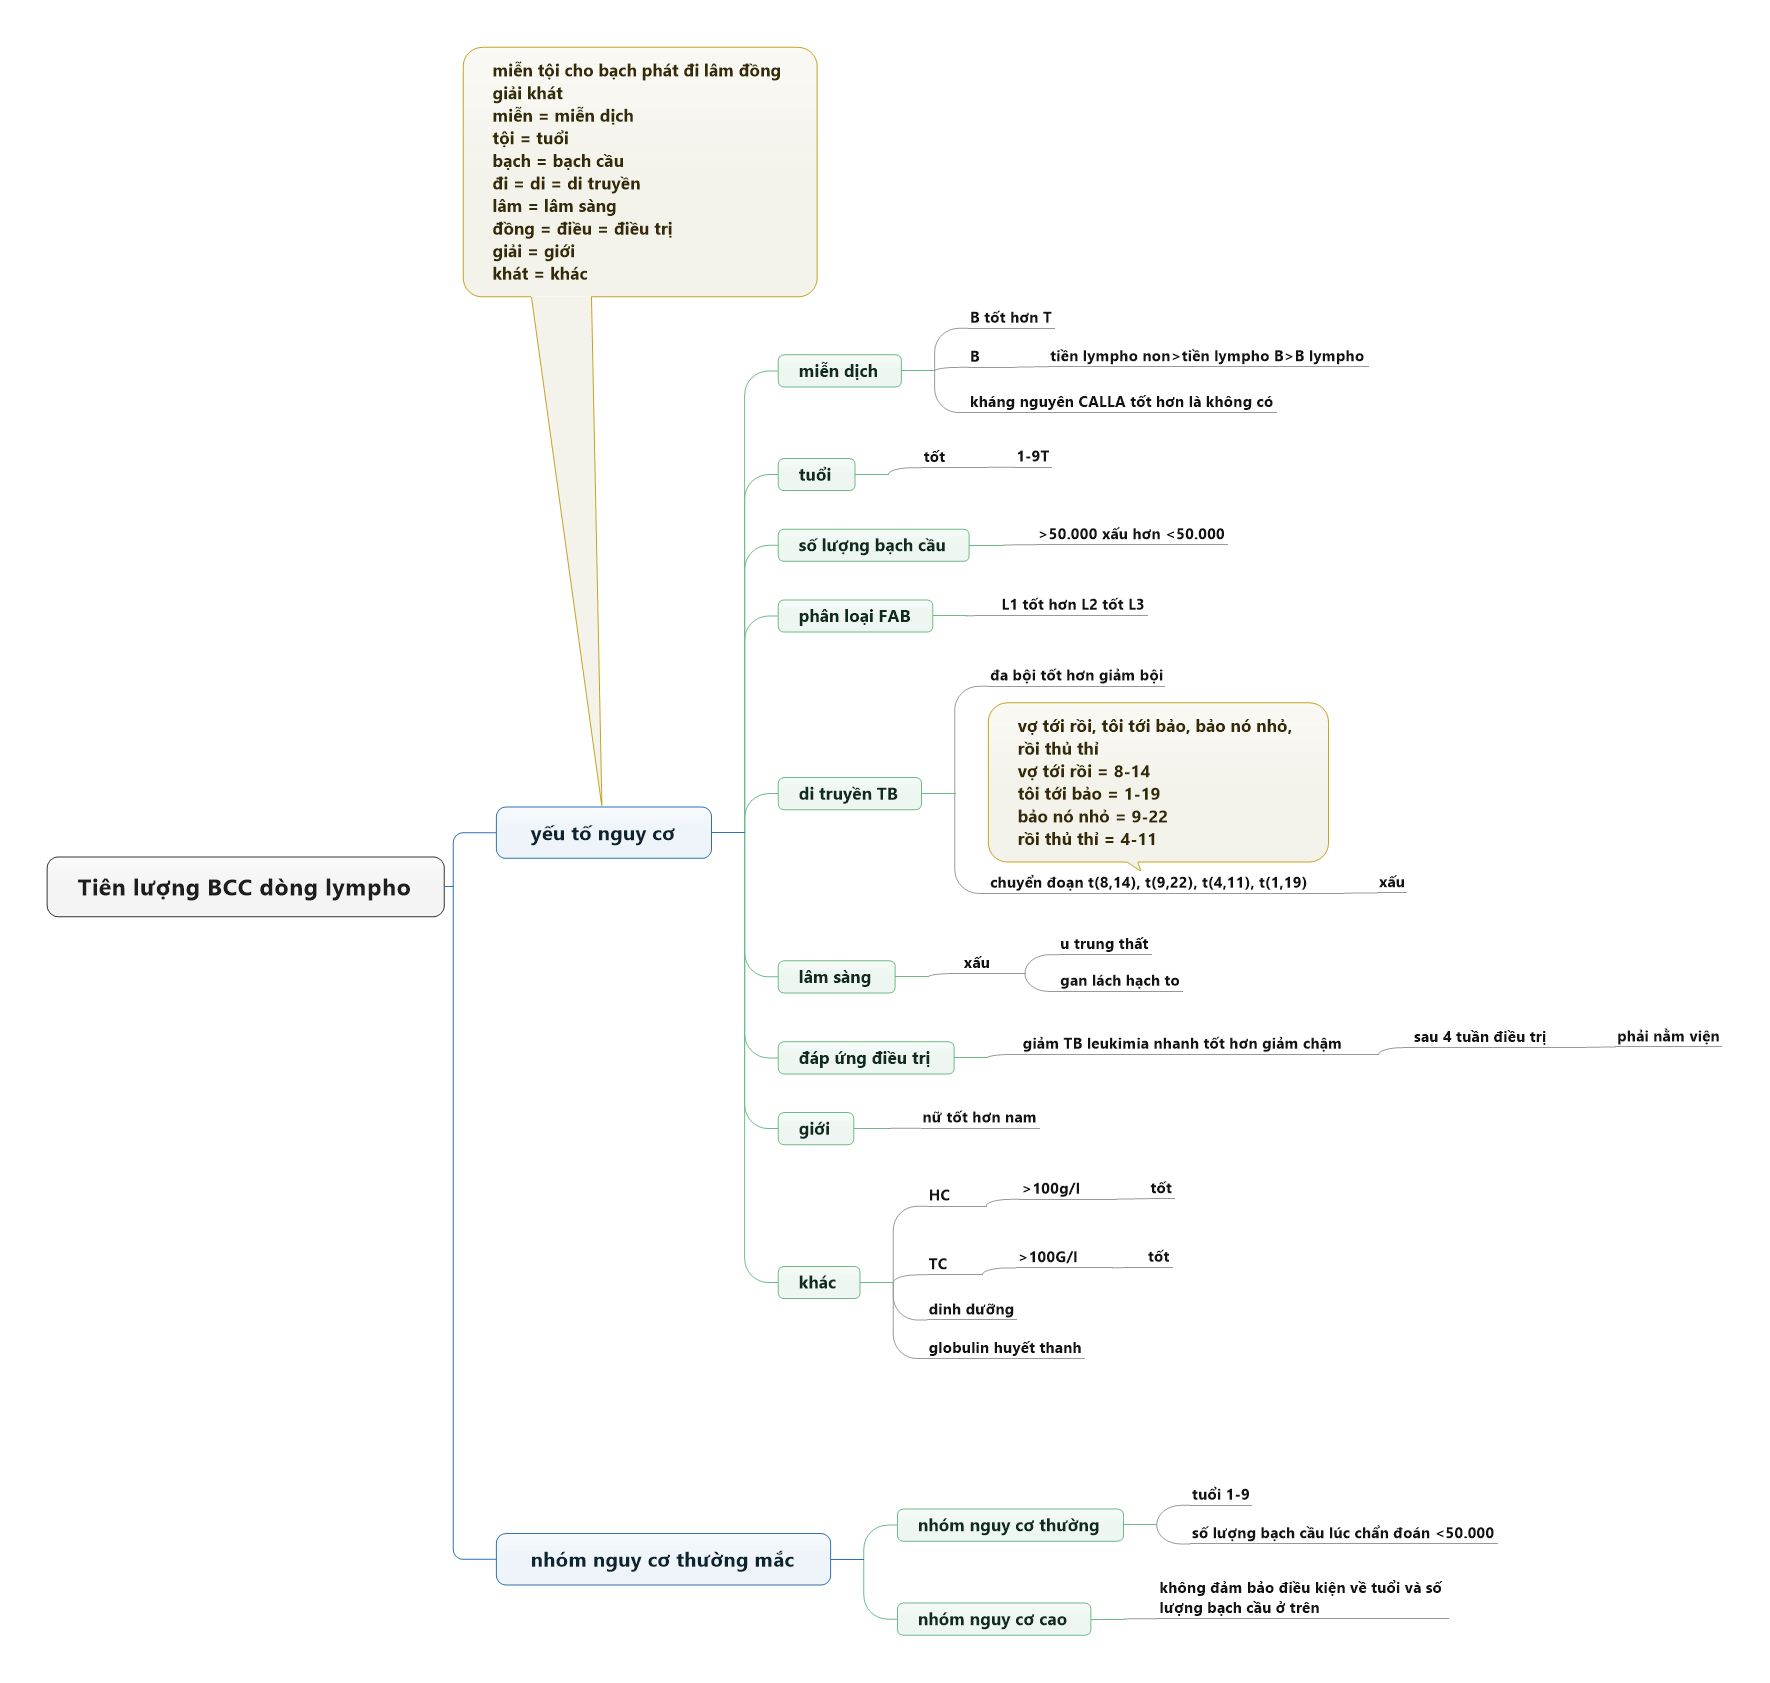 miễn tội cho bạch phát đi lâm đồng
giải khát
miễn = miễn dịch
tội = tuổi
bạch = bạch cầu
đi = di = di truyền
lâm = lâm sàng
đồng = điều = điều trị
giải = giới
khát = khác
Tiên lượng BCC dòng lympho
yếu tố nguy cơ
miễn dịch
B tốt hơn T
B
tiền lympho non>tiền lympho B>B lympho
kháng nguyên CALLA tốt hơn là không có
tuổi
tốt
1-9T
số lượng bạch cầu
>50.000 xấu hơn <50.000
phân loại FAB
L1 tốt hơn L2 tốt L3
di truyền TB
đa bội tốt hơn giảm bội
vợ tới rồi, tôi tới bảo, bảo nó nhỏ,
rồi thủ thỉ
vợ tới rồi = 8-14
tôi tới bảo = 1-19
bảo nó nhỏ = 9-22
rồi thủ thỉ = 4-11
chuyển đoạn t(8,14), t(9,22), t(4,11), t(1,19)
xấu
lâm sàng
xấu
u trung thất
gan lách hạch to
đáp ứng điều trị
giảm TB leukimia nhanh tốt hơn giảm chậm
sau 4 tuần điều trị
phải nằm viện
giới
nữ tốt hơn nam
khác
HC
>100g/l
tốt
TC
>100G/l
tốt
dinh dưỡng
globulin huyết thanh
nhóm nguy cơ thường mắc
nhóm nguy cơ thường
tuổi 1-9
số lượng bạch cầu lúc chẩn đoán <50.000
nhóm nguy cơ cao
không đảm bảo điều kiện về tuổi và số
lượng bạch cầu ở trên